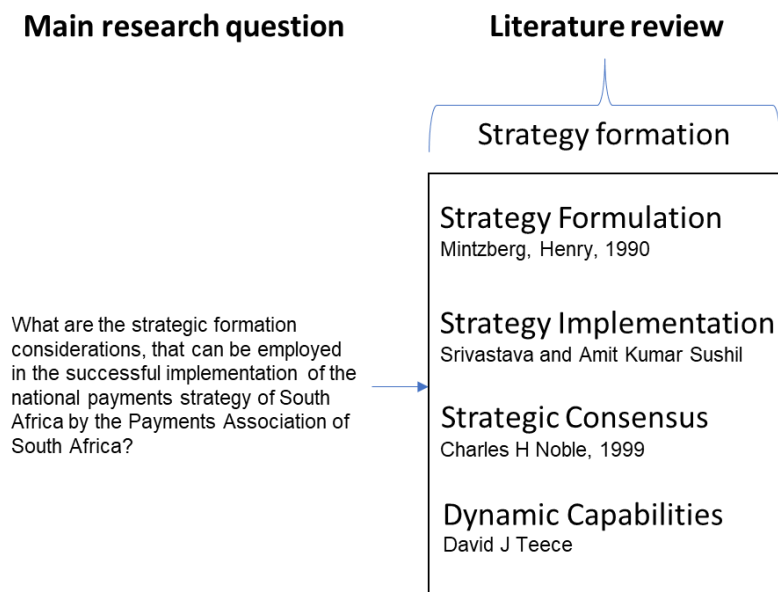 Main research question
Literature review
Strategy formation
What are the strategic formation
considerations, that can be employed
in the successful implementation of the
national payments strategy of South
Africa by the Payments Association of
South Africa?
Strategy Formulation
Mintzberg, Henry, 1990
Strategy Implementation
Srivastava and Amit Kumar Sushil
Strategic Consensus
Charles H Noble, 1999
Dynamic Capabilities
David J Teece